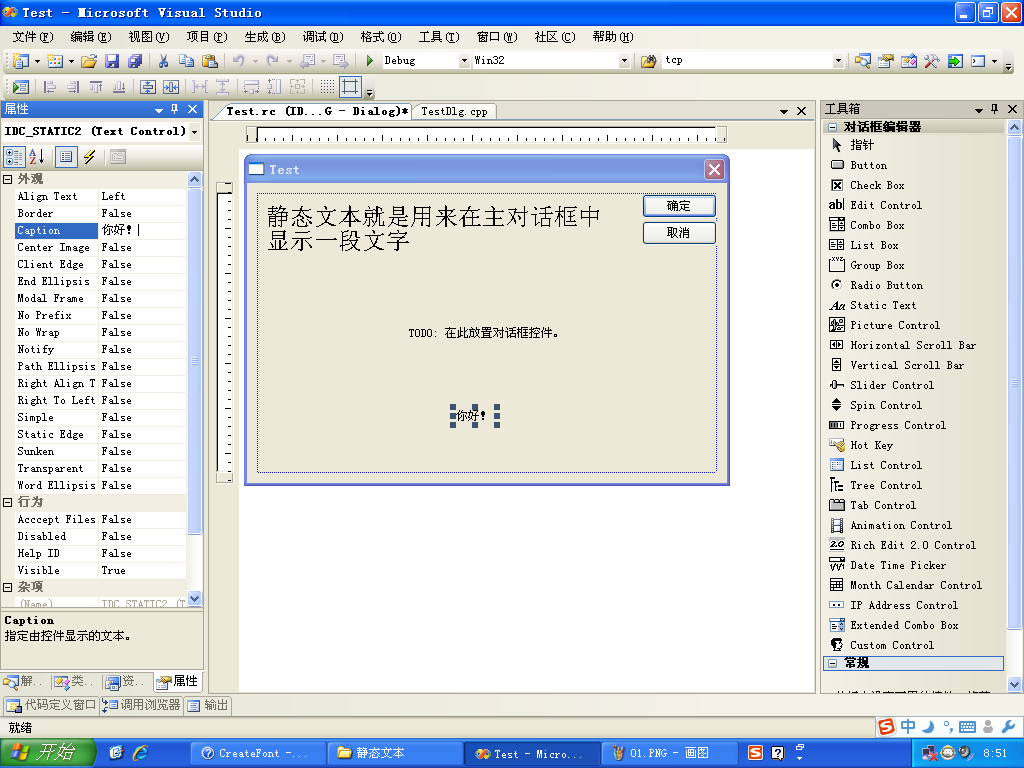 Test - Microsoft Visual Studio
文件(F) 编辑(E) 视图(V) 项目(P) 生成(B) 调试(D) 格式(O) 工具(T) 窗口(W) 社区(C) 帮助(H)
Debug Win32 tcp
属性
IDC_STATIC2 (Text Control)
外观
Align Text Left
Border False
Caption 你好!
Center Image False
Client Edge False
End Ellipsis False
Modal Frame False
No Prefix False
No Wrap False
Notify False
Path Ellipsis False
Right Align T False
Right To Left False
Simple False
Static Edge False
Sunken False
Transparent False
Word Ellipsis False
行为
Acccept Files False
Disabled False
Help ID False
Visible True
杂项
(Name) IDC_STATIC2 (T
Caption
指定由控件显示的文本。
解.. 类.. 资.. 属性
Test.rc (ID...G - Dialog)* TestDlg.cpp
Test
静态文本就是用来在主对话框中
显示一段文字
确定
取消
TODO: 在此放置对话框控件。
你好!
工具箱
对话框编辑器
指针
Button
Check Box
Edit Control
Combo Box
List Box
Group Box
Radio Button
Static Text
Picture Control
Horizontal Scroll Bar
Vertical Scroll Bar
Slider Control
Spin Control
Progress Control
Hot Key
List Control
Tree Control
Tab Control
Animation Control
Rich Edit 2.0 Control
Date Time Picker
Month Calendar Control
IP Address Control
Extended Combo Box
Custom Control
常规
代码定义窗口 调用浏览器 输出
就绪
中
开始 CreateFont -... 静态文本 Test - Micro... 01.PNG - 画图 8:51